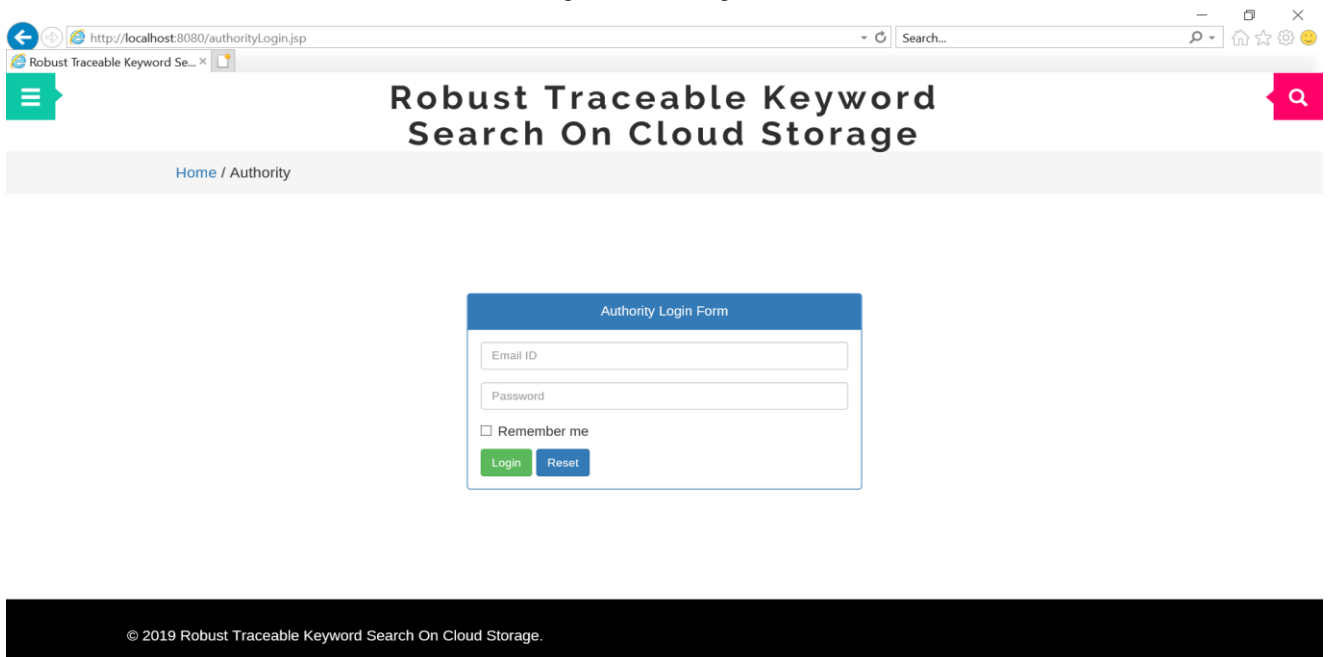 http://localhost:8080/authorityLogin.jsp
Search...
Robust Traceable Keyword Se...
Robust Traceable Keyword
Search On Cloud Storage
Home / Authority
Authority Login Form
Email ID
Password
Remember me
Login Reset
© 2019 Robust Traceable Keyword Search On Cloud Storage.